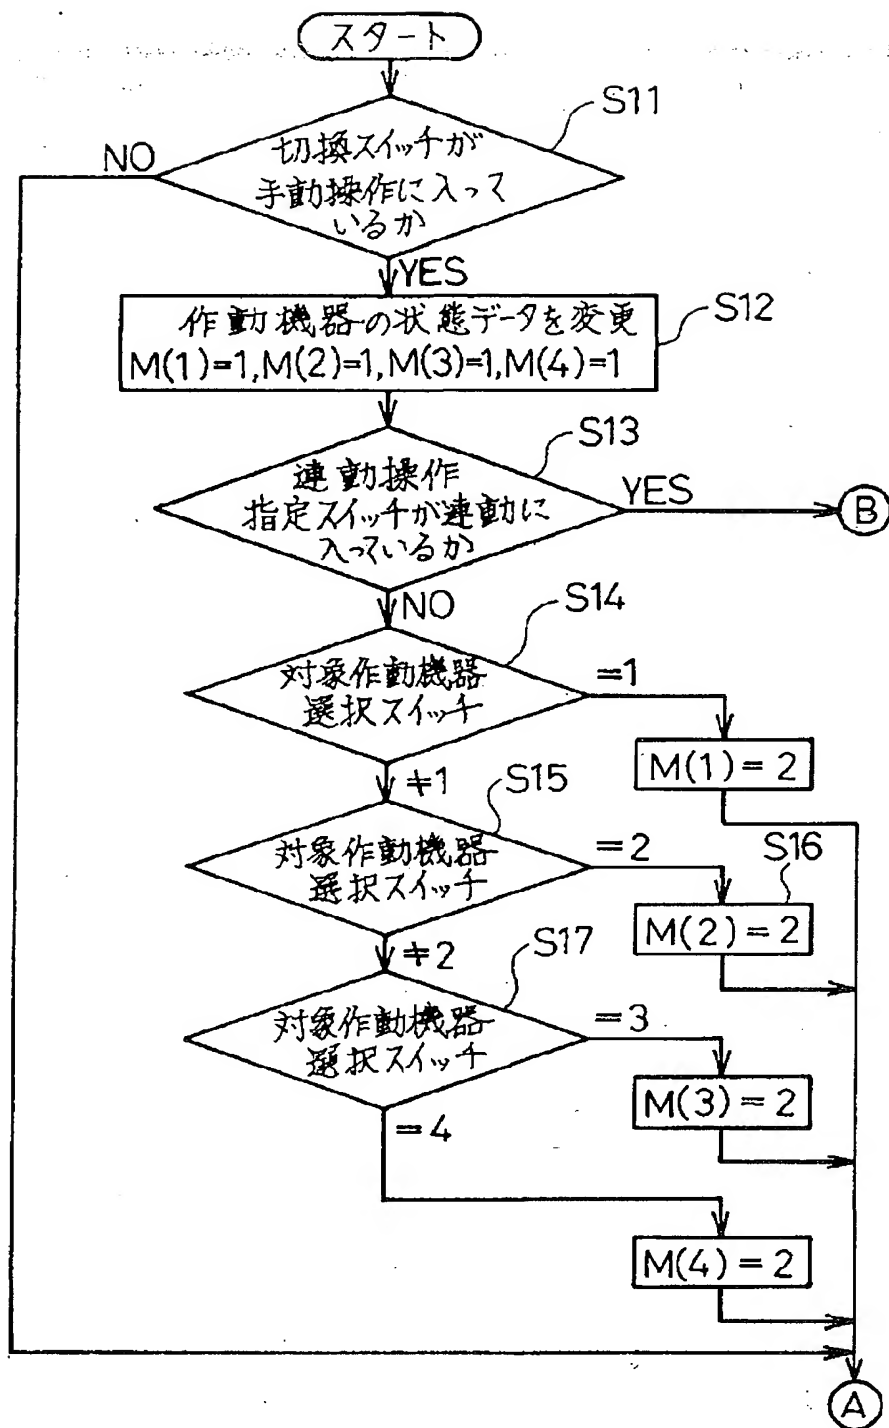 スタート
S11
切換スイッチが
手動操作に入って
いるか
NO
YES
S12
作動機器の状態データを変更
M(1)=1,M(2)=1,M(3)=1,M(4)=1
S13
連動操作
指定スイッチが連動に
入っているか
YES
B
NO
S14
対象作動機器
選択スイッチ
=1
M(1)=2
≠1
S15
対象作動機器
選択スイッチ
=2
S16
M(2)=2
≠2
S17
対象作動機器
選択スイッチ
=3
M(3)=2
=4
M(4)=2
A